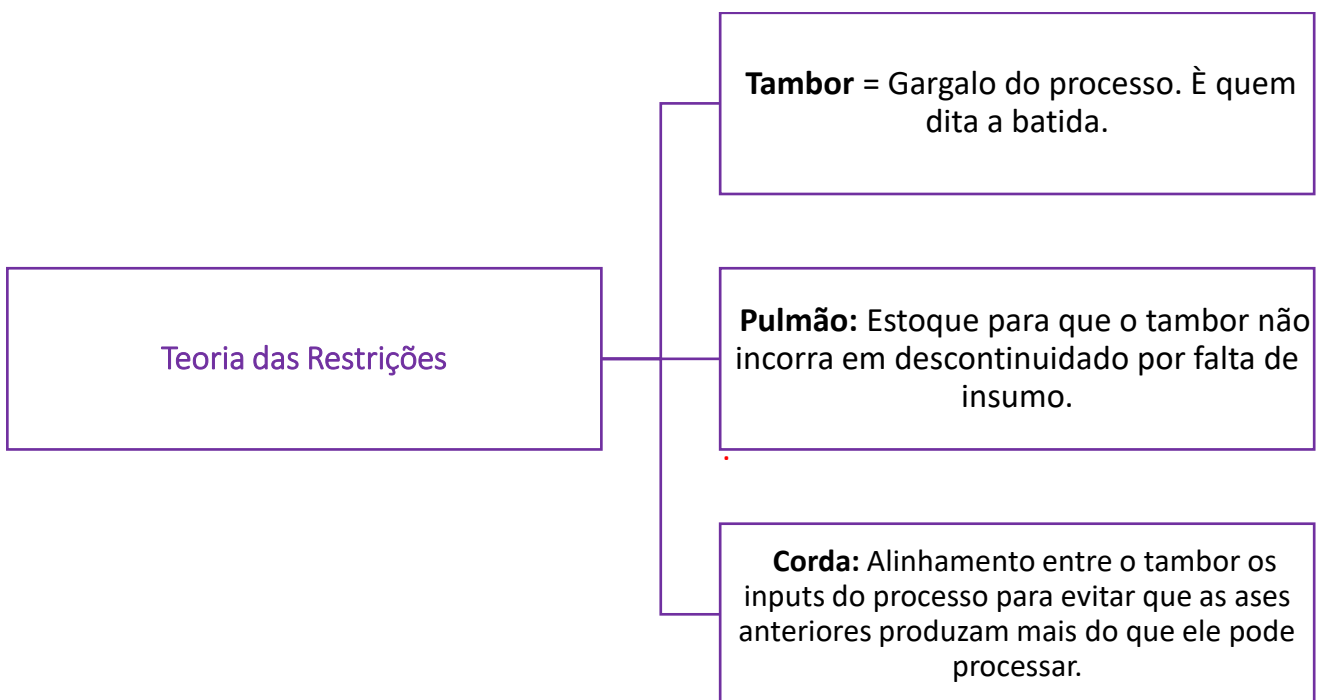 Tambor = Gargalo do processo. È quem
dita a batida.
Teoria das Restrições
Pulmão: Estoque para que o tambor não
incorra em descontinuidado por falta de
insumo.
Corda: Alinhamento entre o tambor os
inputs do processo para evitar que as ases
anteriores produzam mais do que ele pode
processar.